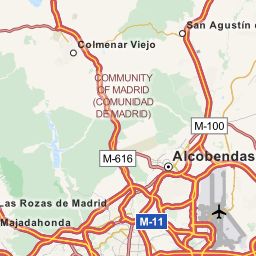 San Agustín d
Colmenar Viejo
COMMUNITY
OF MADRID
(COMUNIDAD
DE MADRID)
M-100
M-616
Alcobendas
Las Rozas de Madrid
M-11
Majadahonda